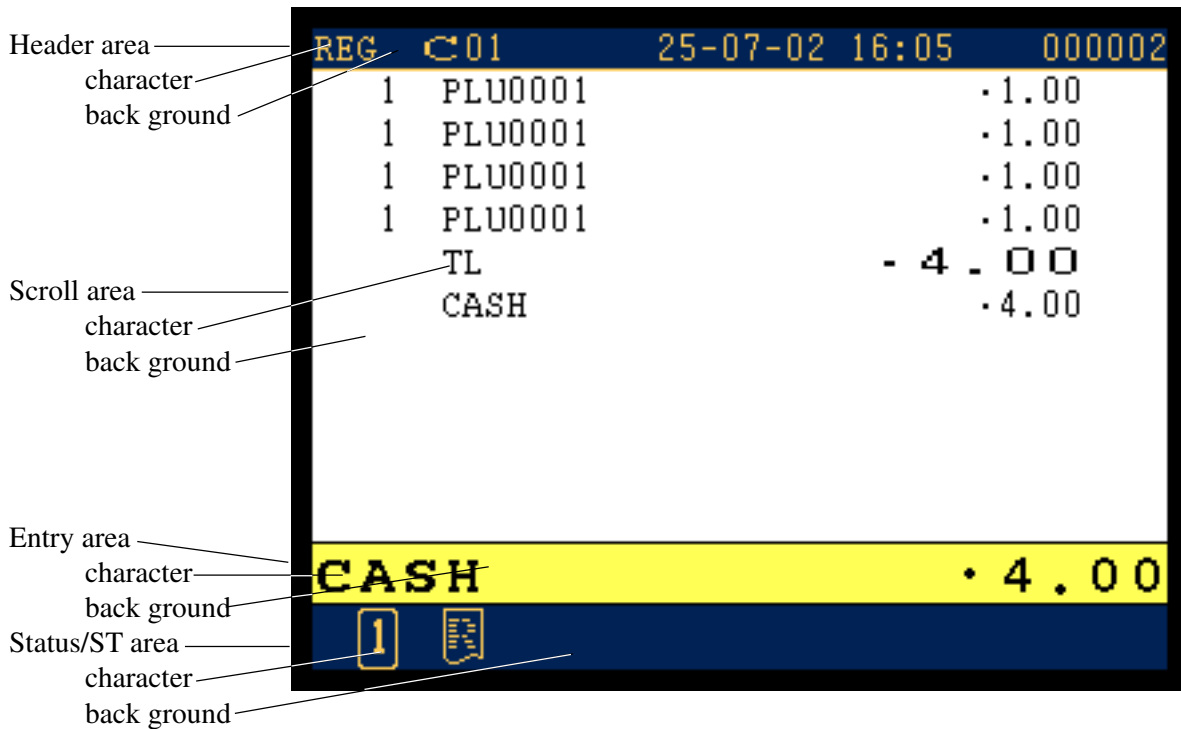 Header area
character
back ground
REG C01 25-07-02 16:05 000002
1 PLU0001 ·1.00
1 PLU0001 ·1.00
1 PLU0001 ·1.00
1 PLU0001 ·1.00
TL ·4.00
CASH ·4.00
Scroll area
character
back ground
Entry area
character
back ground
CASH ·4.00
Status/ST area
character
back ground
1 R